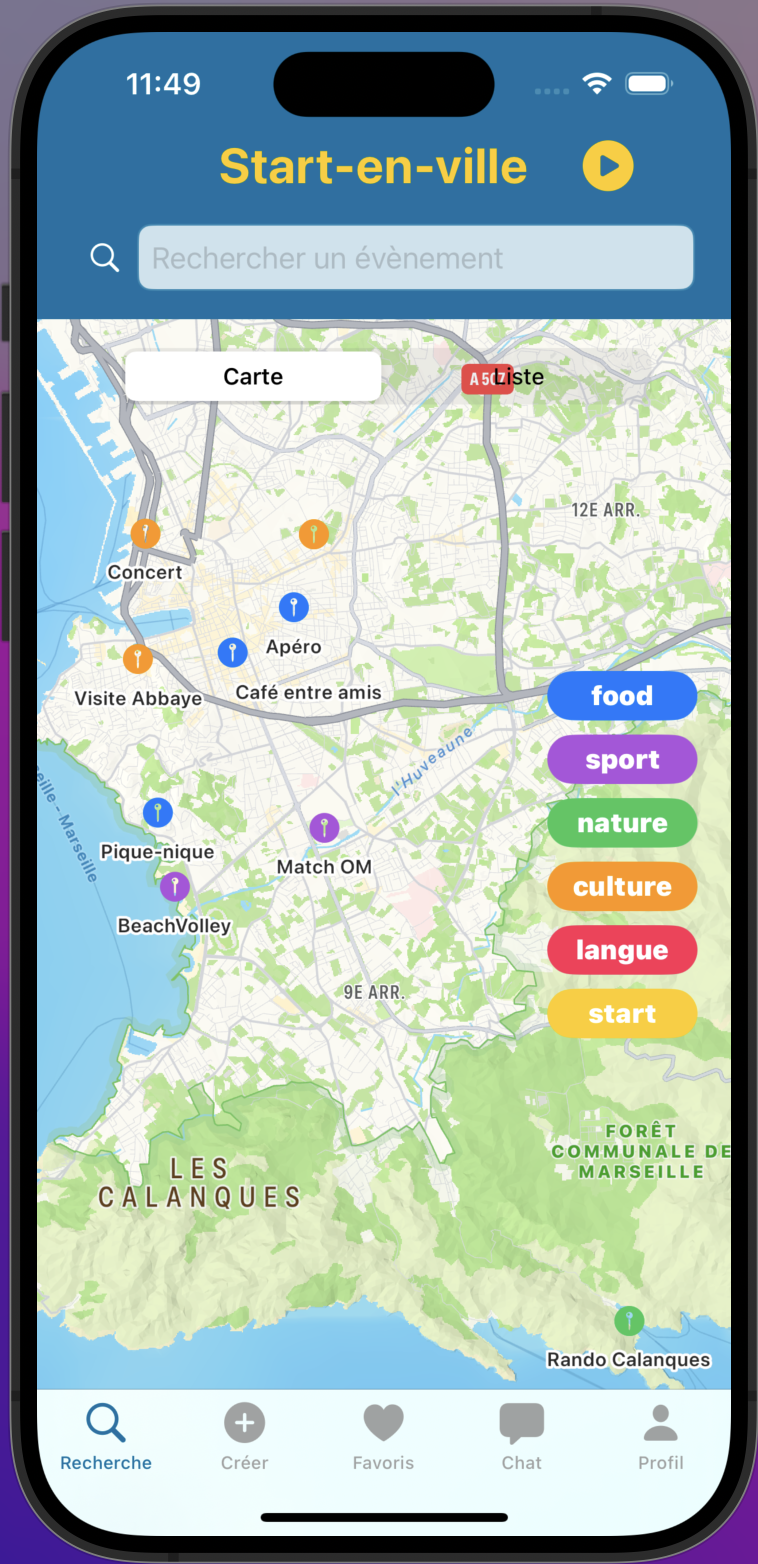 11:49
Start-en-ville
Rechercher un évènement
Carte
A 507
Liste
12E ARR.
Concert
Apéro
Café entre amis
Visite Abbaye
food
sport
l'Huveaune
nature
Pique-nique
Match OM
culture
BeachVolley
langue
9E ARR.
start
eille - Marseille
FORÊT
COMMUNALE DE
MARSEILLE
LES
CALANQUES
Rando Calanques
Recherche
Créer
Favoris
Chat
Profil